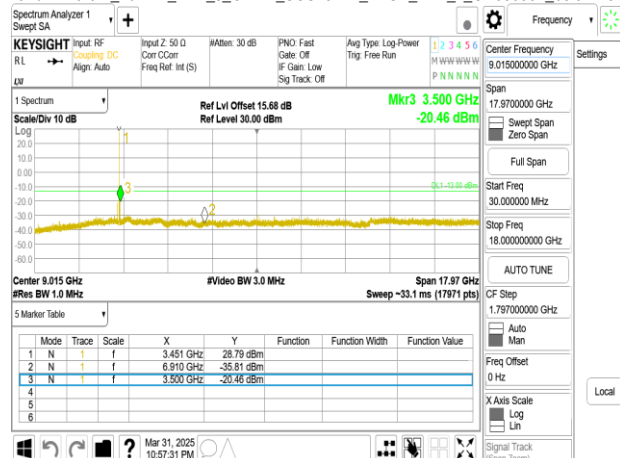 Spectrum Analyzer 1
Swept SA
Frequency
Settings
KEYSIGHT
RL
Input: RF
Coupling: DC
Align: Auto
Input Z: 50 Ω
Corr CCorr
Freq Ref: Int (S)
#Atten: 30 dB
PNO: Fast
Gate: Off
IF Gain: Low
Sig Track: Off
Avg Type: Log-Power
Trig: Free Run
1 2 3 4 5 6
M W W W W W
P N N N N N
Center Frequency
9.015000000 GHz
Span
17.9700000 GHz
Swept Span
Zero Span
Full Span
Start Freq
30.000000 MHz
Stop Freq
18.000000000 GHz
AUTO TUNE
CF Step
1.797000000 GHz
Auto
Man
Freq Offset
0 Hz
X Axis Scale
Log
Lin
Signal Track
(Span Zoom)
Local
1 Spectrum
Scale/Div 10 dB
Ref Lvl Offset 15.68 dB
Ref Level 30.00 dBm
Mkr3 3.500 GHz
-20.46 dBm
Log
20.0
10.0
0.00
-10.0
-20.0
-30.0
-40.0
-50.0
-60.0
1
3
2
DL1 -13.00 dBm
Center 9.015 GHz
#Res BW 1.0 MHz
#Video BW 3.0 MHz
Span 17.97 GHz
Sweep ~33.1 ms (17971 pts)
5 Marker Table
Mode Trace Scale X Y Function Function Width Function Value
1 N 1 f 3.451 GHz 28.79 dBm
2 N 1 f 6.910 GHz -35.81 dBm
3 N 1 f 3.500 GHz -20.46 dBm
4
5
6
?
Mar 31, 2025
10:57:31 PM